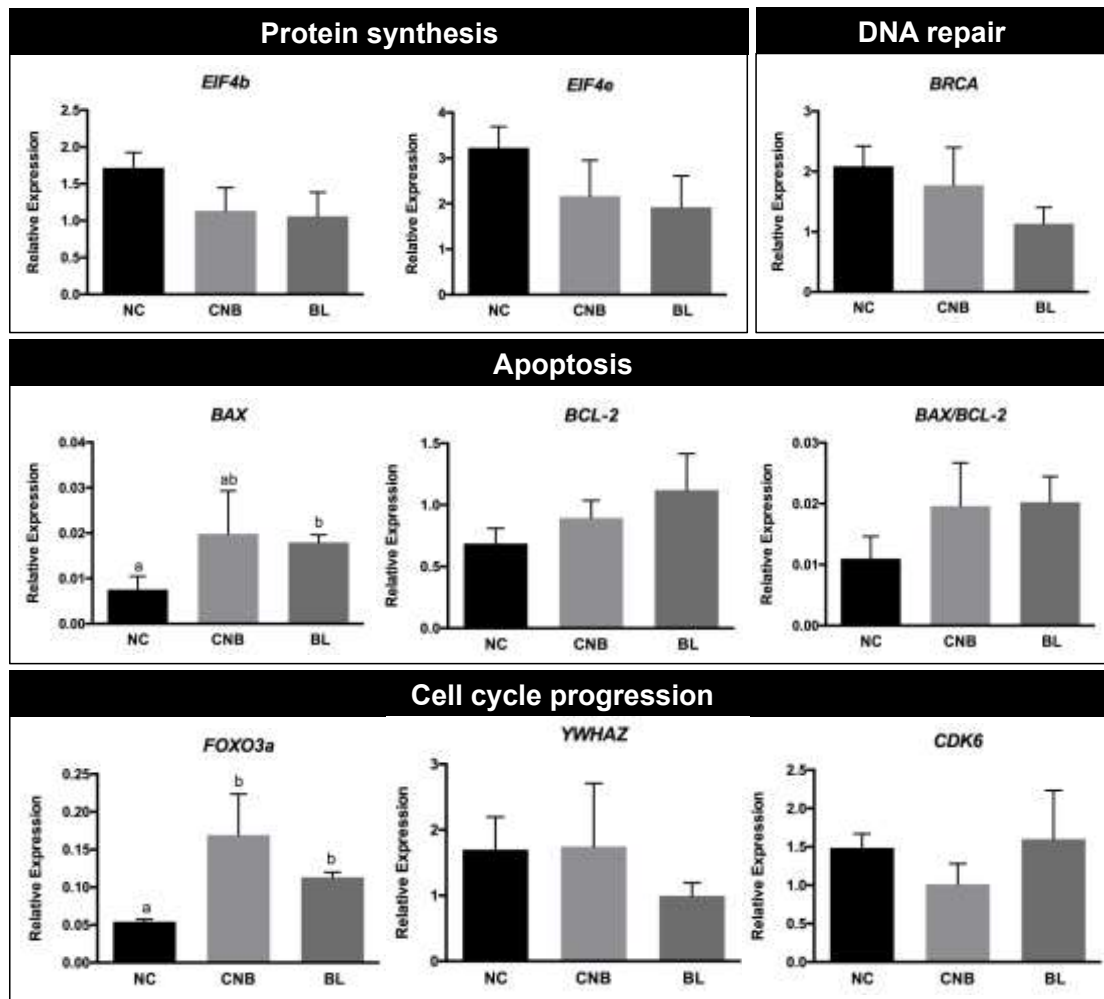 Protein synthesis
DNA repair
EIF4b
Relative Expression
2.5
2.0
1.5
1.0
0.5
0.0
NC CNB BL
EIF4e
Relative Expression
4
3
2
1
0
NC CNB BL
BRCA
Relative Expression
3
2
1
0
NC CNB BL
Apoptosis
BAX
Relative Expression
0.04
0.03
0.02
0.01
0.00
a ab b
NC CNB BL
BCL-2
Relative Expression
1.5
1.0
0.5
0.0
NC CNB BL
BAX/BCL-2
Relative Expression
0.03
0.02
0.01
0.00
NC CNB BL
Cell cycle progression
FOXO3a
Relative Expression
0.25
0.20
0.15
0.10
0.05
0.00
a b b
NC CNB BL
YWHAZ
Relative Expression
3
2
1
0
NC CNB BL
CDK6
Relative Expression
2.5
2.0
1.5
1.0
0.5
0.0
NC CNB BL